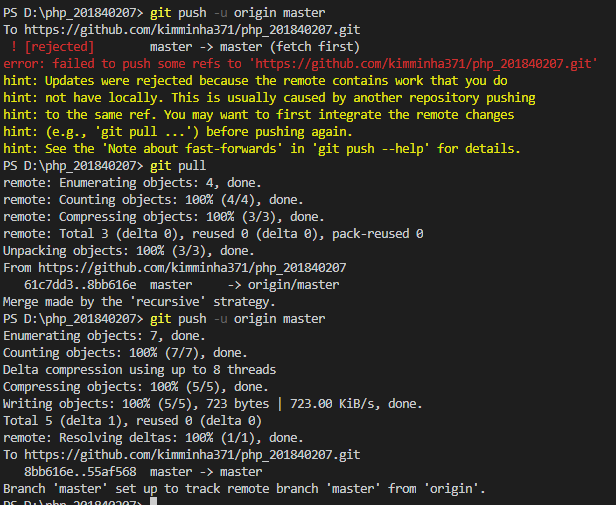 PS D:\php_201840207> git push -u origin master
To https://github.com/kimminha371/php_201840207.git
 ! [rejected]        master -> master (fetch first)
error: failed to push some refs to 'https://github.com/kimminha371/php_201840207.git'
hint: Updates were rejected because the remote contains work that you do
hint: not have locally. This is usually caused by another repository pushing
hint: to the same ref. You may want to first integrate the remote changes
hint: (e.g., 'git pull ...') before pushing again.
hint: See the 'Note about fast-forwards' in 'git push --help' for details.
PS D:\php_201840207> git pull
remote: Enumerating objects: 4, done.
remote: Counting objects: 100% (4/4), done.
remote: Compressing objects: 100% (3/3), done.
remote: Total 3 (delta 0), reused 0 (delta 0), pack-reused 0
Unpacking objects: 100% (3/3), done.
From https://github.com/kimminha371/php_201840207
   61c7dd3..8bb616e  master     -> origin/master
Merge made by the 'recursive' strategy.
PS D:\php_201840207> git push -u origin master
Enumerating objects: 7, done.
Counting objects: 100% (7/7), done.
Delta compression using up to 8 threads
Compressing objects: 100% (5/5), done.
Writing objects: 100% (5/5), 723 bytes | 723.00 KiB/s, done.
Total 5 (delta 1), reused 0 (delta 0)
remote: Resolving deltas: 100% (1/1), done.
To https://github.com/kimminha371/php_201840207.git
   8bb616e..55af568  master -> master
Branch 'master' set up to track remote branch 'master' from 'origin'.
PS D:\php_201840207>